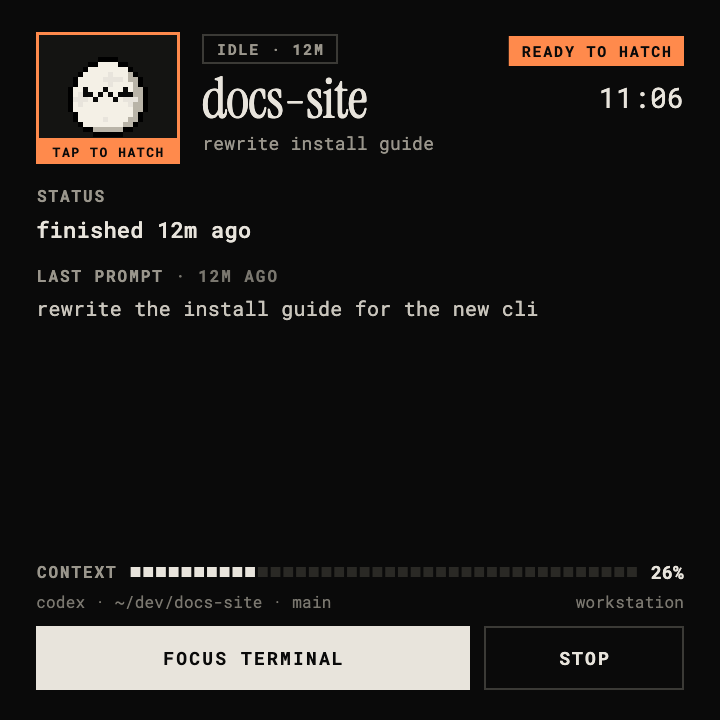 IDLE · 12M
READY TO HATCH
docs-site
11:06
rewrite install guide
TAP TO HATCH
STATUS
finished 12m ago
LAST PROMPT · 12M AGO
rewrite the install guide for the new cli
CONTEXT 26%
codex · ~/dev/docs-site · main workstation
FOCUS TERMINAL STOP